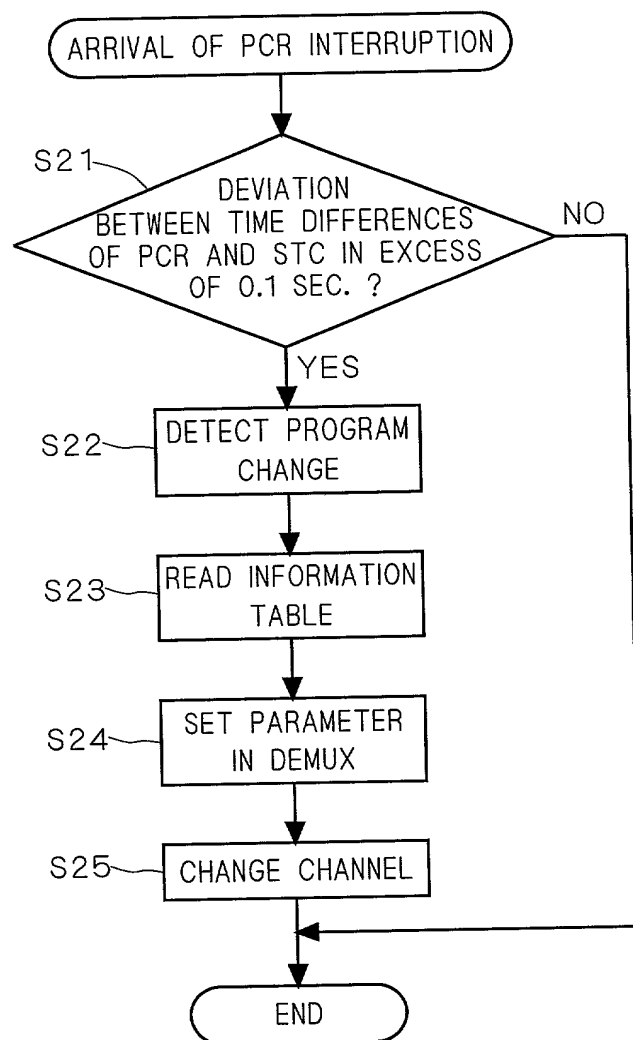 ARRIVAL OF PCR INTERRUPTION
S21
DEVIATION
BETWEEN TIME DIFFERENCES
OF PCR AND STC IN EXCESS
OF 0.1 SEC. ?
NO
YES
S22
DETECT PROGRAM
CHANGE
S23
READ INFORMATION
TABLE
S24
SET PARAMETER
IN DEMUX
S25
CHANGE CHANNEL
END